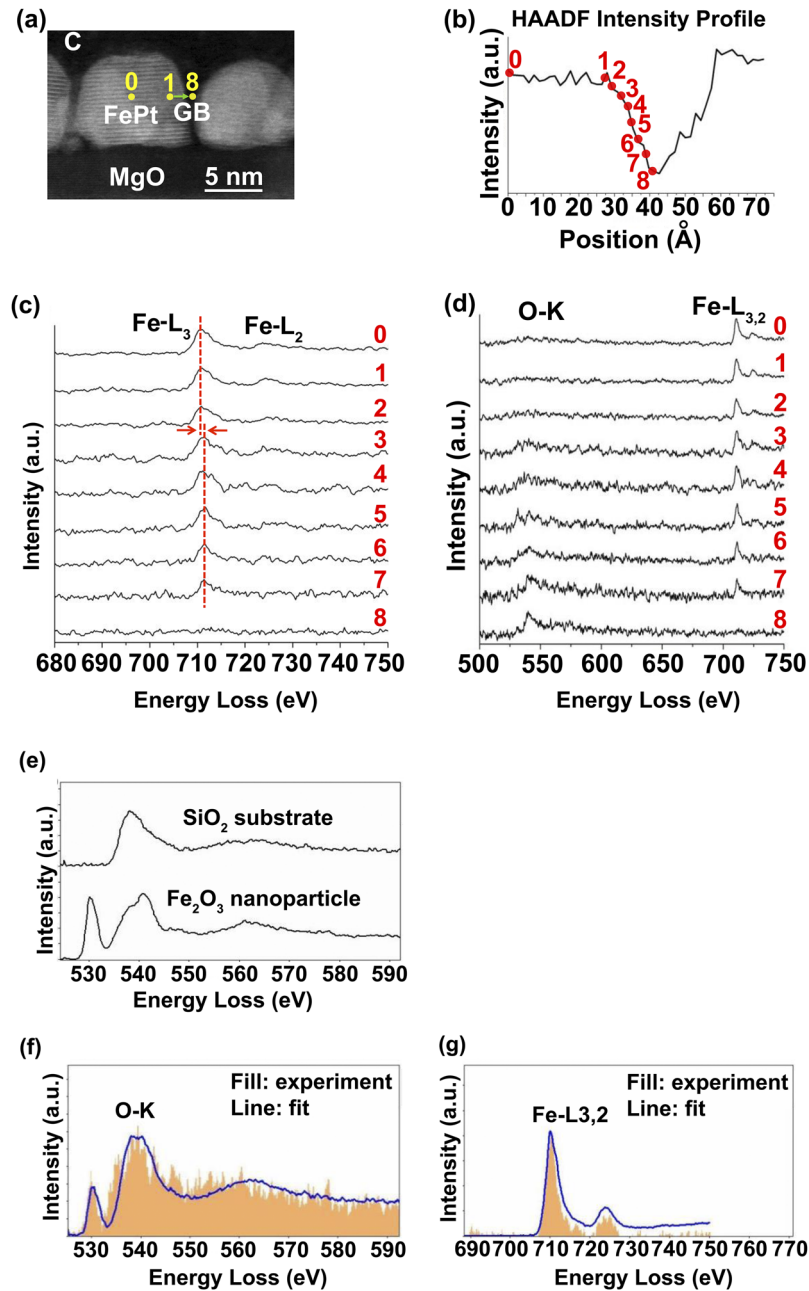 (a)
C
0 1 8
FePt GB
MgO 5 nm
(b)
HAADF Intensity Profile
Intensity (a.u.)
0
1
2
3
4
5
6
7
8
0 10 20 30 40 50 60 70
Position (Å)
(c)
Fe-L3 Fe-L2
0
1
2
3
4
5
6
7
8
Intensity (a.u.)
680 690 700 710 720 730 740 750
Energy Loss (eV)
(d)
O-K Fe-L3,2
0
1
2
3
4
5
6
7
8
Intensity (a.u.)
500 550 600 650 700 750
Energy Loss (eV)
(e)
SiO2 substrate
Fe2O3 nanoparticle
Intensity (a.u.)
530 540 550 560 570 580 590
Energy Loss (eV)
(f)
Fill: experiment
Line: fit
O-K
Intensity (a.u.)
530 540 550 560 570 580 590
Energy Loss (eV)
(g)
Fill: experiment
Line: fit
Fe-L3,2
Intensity (a.u.)
690 700 710 720 730 740 750 760 770
Energy Loss (eV)